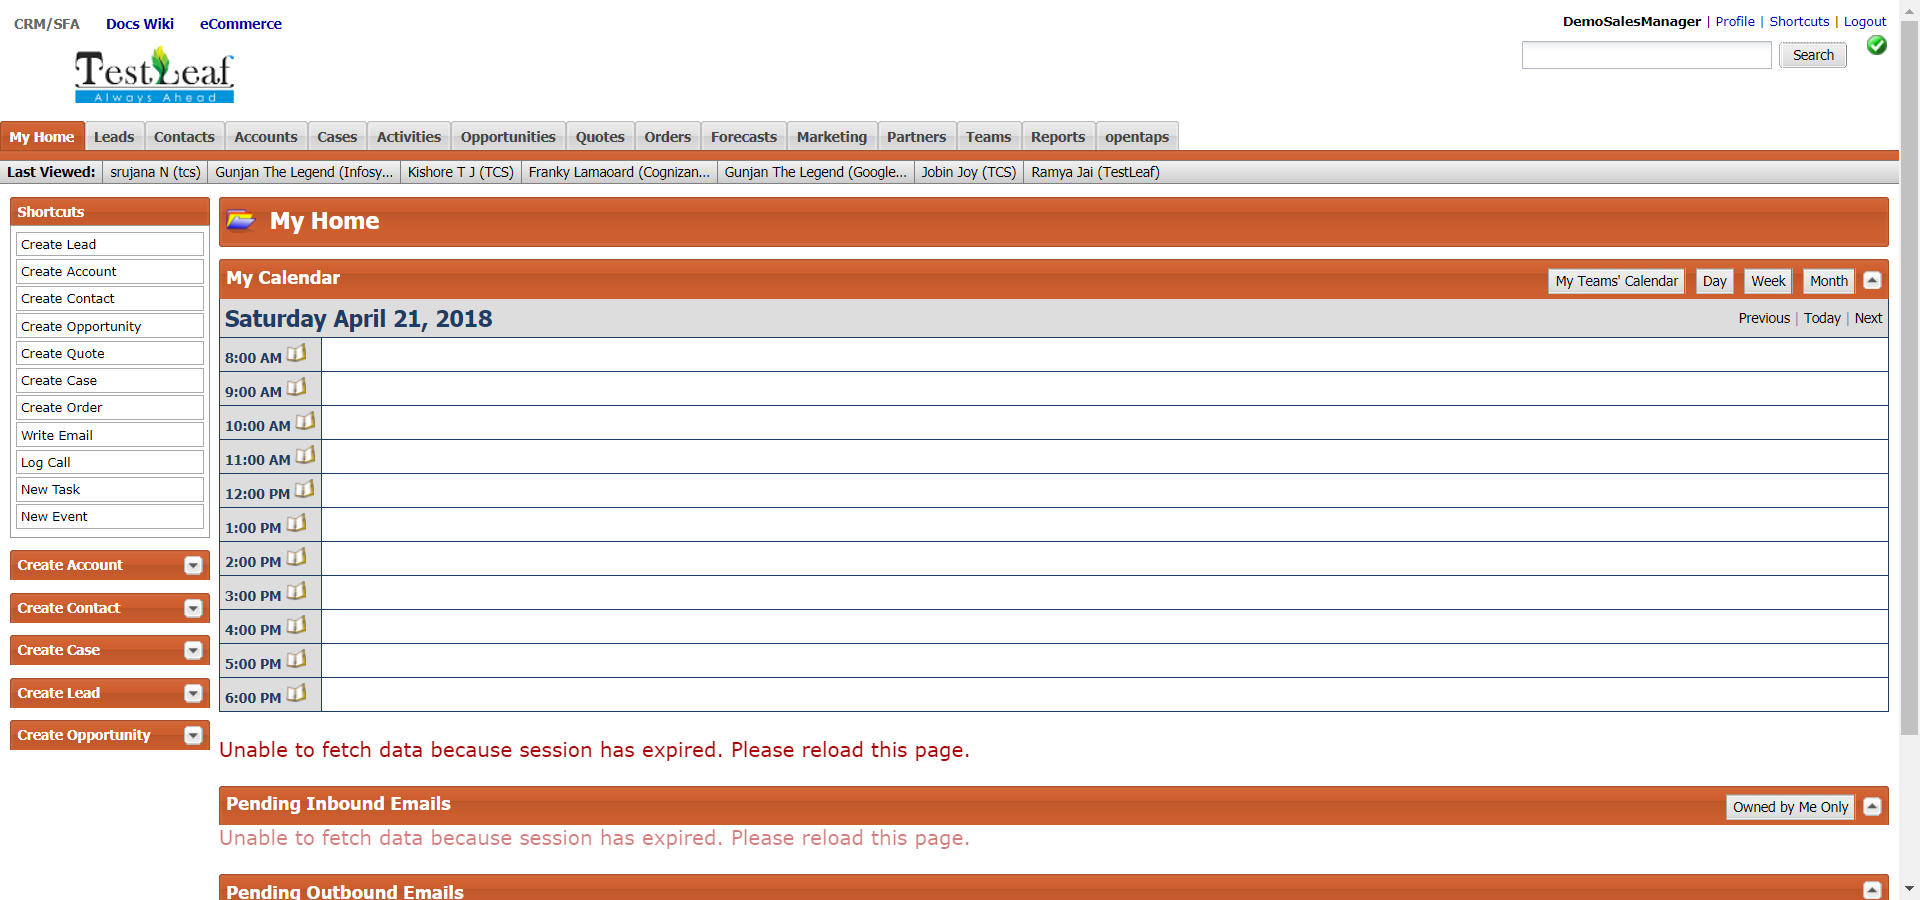 CRM/SFA Docs Wiki eCommerce
DemoSalesManager | Profile | Shortcuts | Logout
Search
TestLeaf
Always Ahead
My Home Leads Contacts Accounts Cases Activities Opportunities Quotes Orders Forecasts Marketing Partners Teams Reports opentaps
Last Viewed: srujana N (tcs) Gunjan The Legend (Infosy... Kishore T J (TCS) Franky Lamaoard (Cognizan... Gunjan The Legend (Google... Jobin Joy (TCS) Ramya Jai (TestLeaf)
Shortcuts
Create Lead
Create Account
Create Contact
Create Opportunity
Create Quote
Create Case
Create Order
Write Email
Log Call
New Task
New Event
Create Account
Create Contact
Create Case
Create Lead
Create Opportunity
My Home
My Calendar My Teams' Calendar Day Week Month
Saturday April 21, 2018 Previous | Today | Next
8:00 AM
9:00 AM
10:00 AM
11:00 AM
12:00 PM
1:00 PM
2:00 PM
3:00 PM
4:00 PM
5:00 PM
6:00 PM
Unable to fetch data because session has expired. Please reload this page.
Pending Inbound Emails Owned by Me Only
Unable to fetch data because session has expired. Please reload this page.
Pending Outbound Emails